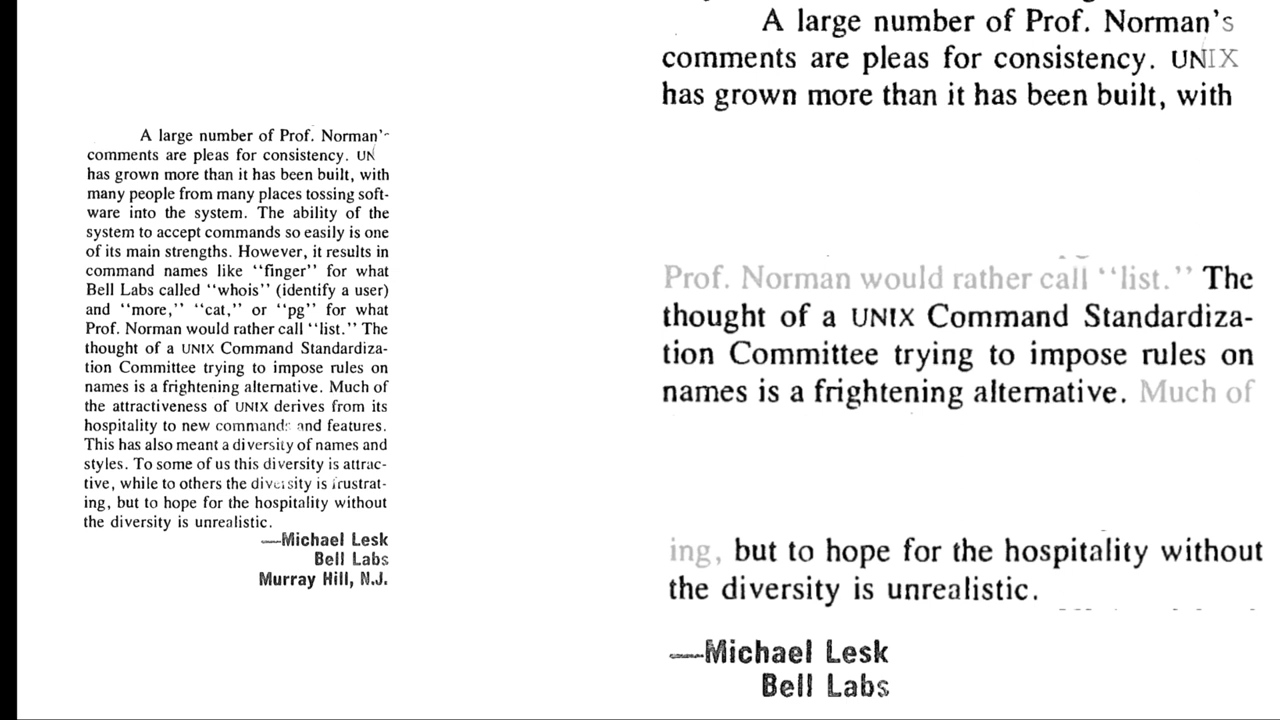 A large number of Prof. Norman's
comments are pleas for consistency. UN
has grown more than it has been built, with
many people from many places tossing soft-
ware into the system. The ability of the
system to accept commands so easily is one
of its main strengths. However, it results in
command names like “finger” for what
Bell Labs called “whois” (identify a user)
and “more,” “cat,” or “pg” for what
Prof. Norman would rather call “list.” The
thought of a UNIX Command Standardiza-
tion Committee trying to impose rules on
names is a frightening alternative. Much of
the attractiveness of UNIX derives from its
hospitality to new commands and features.
This has also meant a diversity of names and
styles. To some of us this diversity is attrac-
tive, while to others the diversity is frustrat-
ing, but to hope for the hospitality without
the diversity is unrealistic.
—Michael Lesk
Bell Labs
Murray Hill, N.J.
A large number of Prof. Norman's
comments are pleas for consistency. UNIX
has grown more than it has been built, with
Prof. Norman would rather call “list.” The
thought of a UNIX Command Standardiza-
tion Committee trying to impose rules on
names is a frightening alternative. Much of
ing, but to hope for the hospitality without
the diversity is unrealistic.
—Michael Lesk
Bell Labs